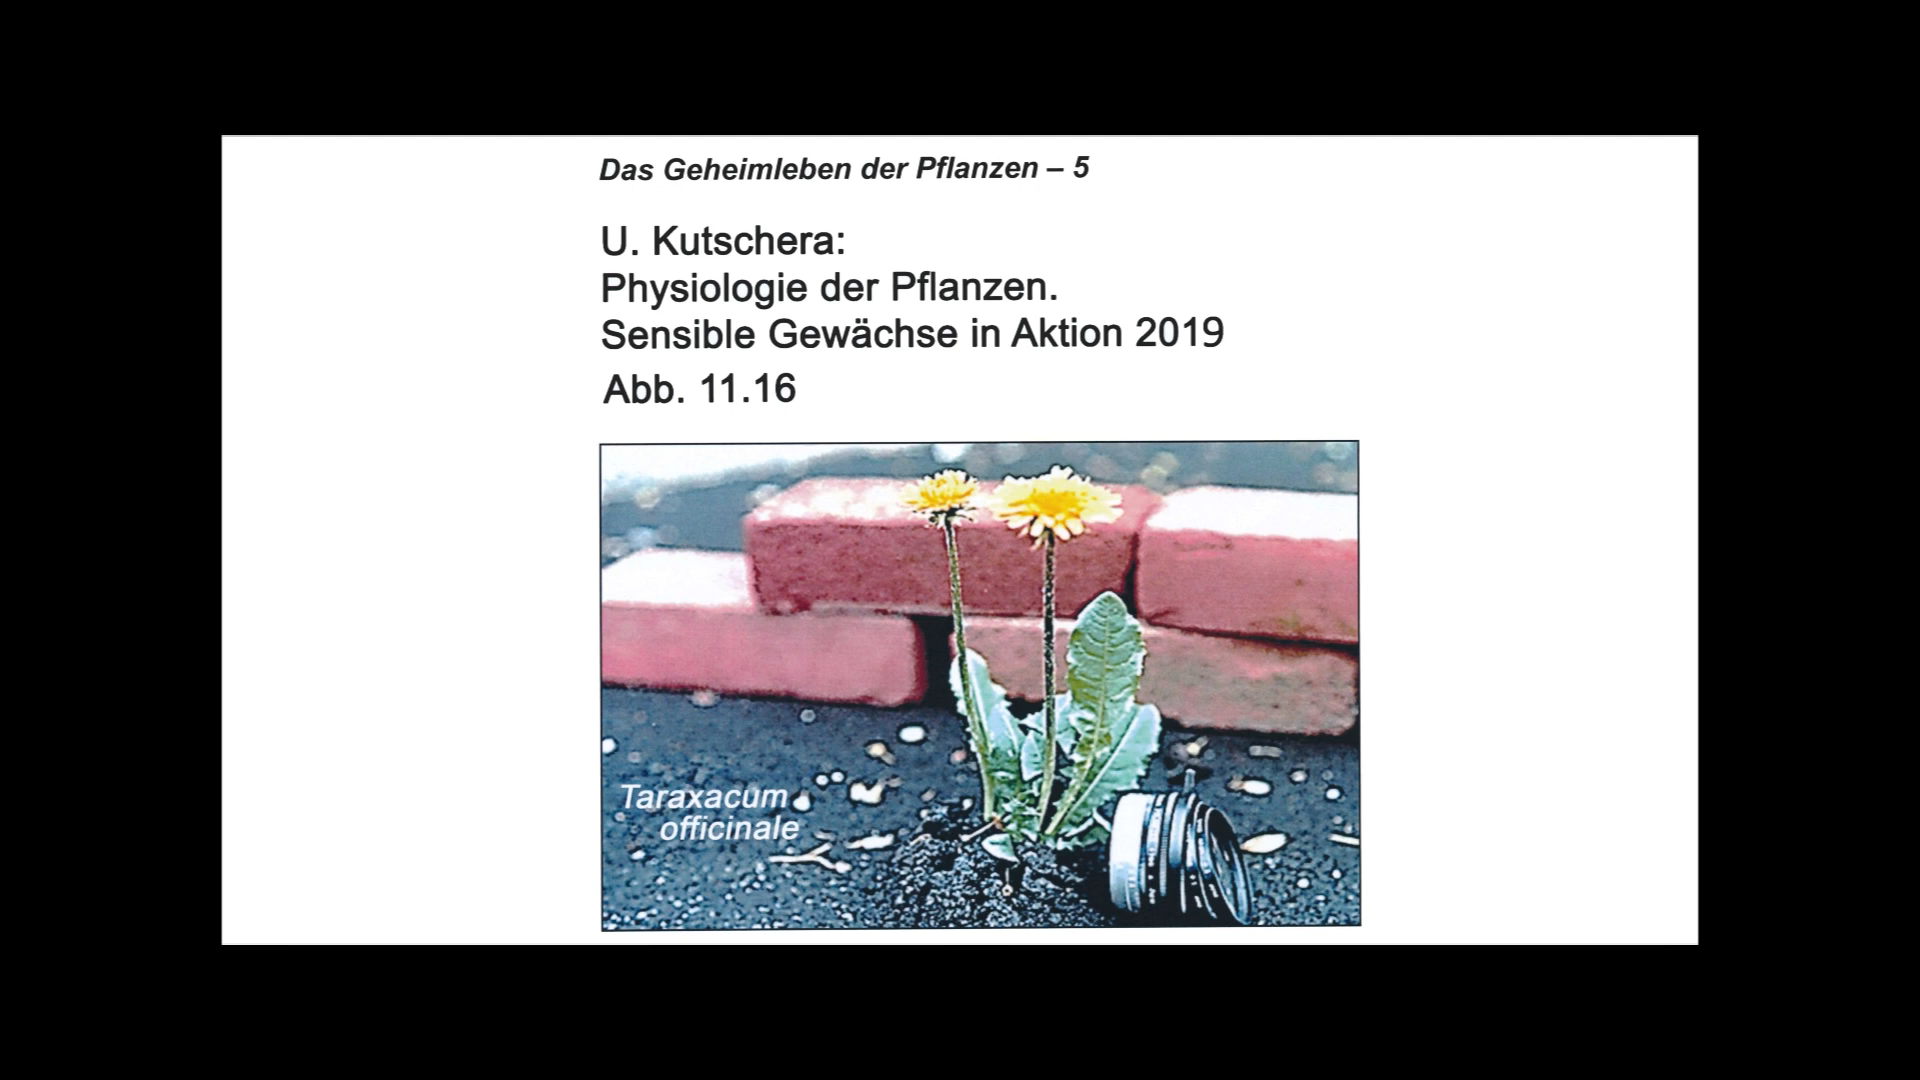 Das Geheimleben der Pflanzen – 5
U. Kutschera:
Physiologie der Pflanzen.
Sensible Gewächse in Aktion 2019
Abb. 11.16
Taraxacum
officinale